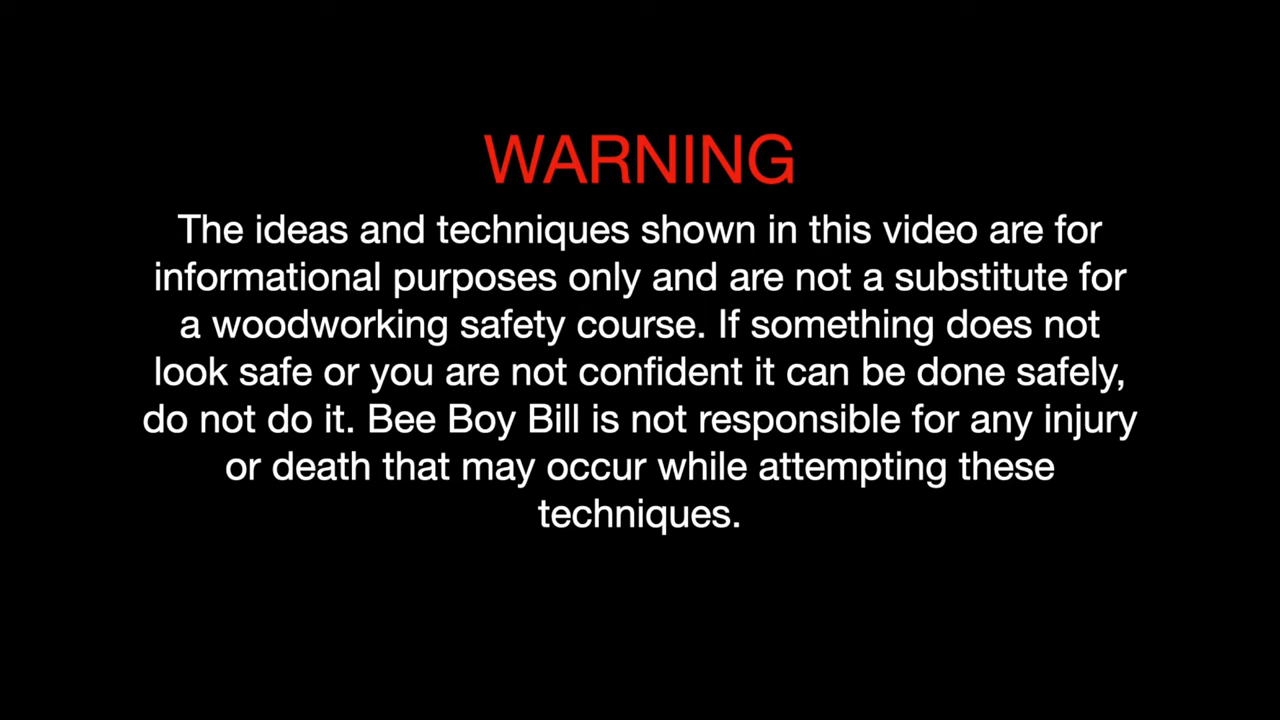 WARNING
The ideas and techniques shown in this video are for
informational purposes only and are not a substitute for
a woodworking safety course. If something does not
look safe or you are not confident it can be done safely,
do not do it. Bee Boy Bill is not responsible for any injury
or death that may occur while attempting these
techniques.